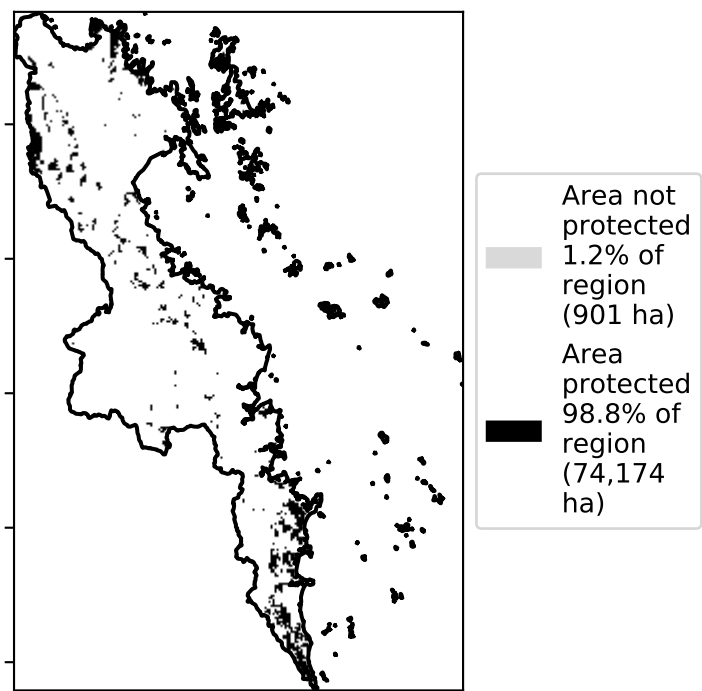 Area not
protected
1.2% of
region
(901 ha)
Area
protected
98.8% of
region
(74,174
ha)